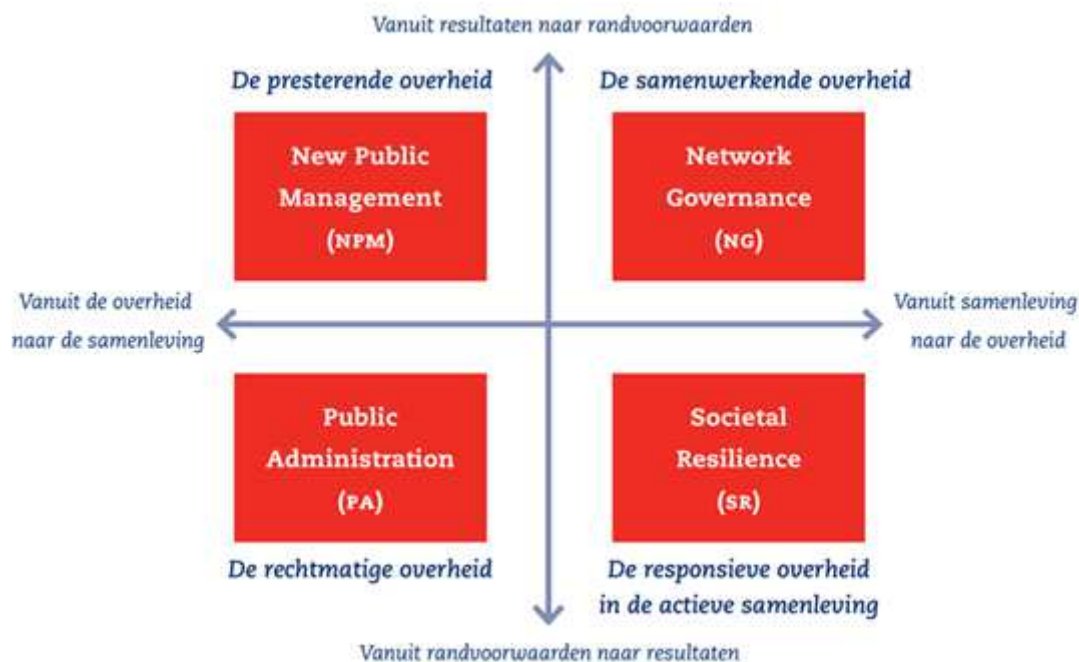 Vanuit resultaten naar randvoorwaarden
De presterende overheid
De samenwerkende overheid
New Public
Management
(NPM)
Network
Governance
(NG)
Vanuit de overheid
naar de samenleving
Vanuit samenleving
naar de overheid
Public
Administration
(PA)
Societal
Resilience
(SR)
De rechtmatige overheid
De responsieve overheid
in de actieve samenleving
Vanuit randvoorwaarden naar resultaten